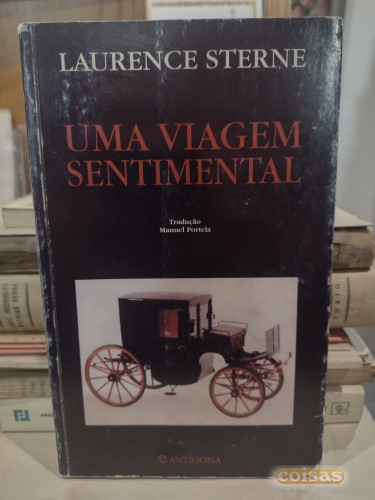 LAURENCE STERNE
UMA VIAGEM
SENTIMENTAL
Tradução
Manuel Portela
ANTÍGONA
coisas